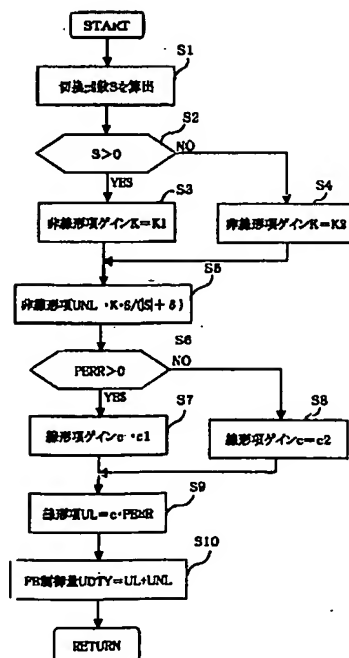 START
S1
切換関数Sを算出
S2
S>0
NO
YES
S3
S4
非線形項ゲインK=K1
非線形項ゲインK=K2
S5
非線形項UNL・K・S/(|S|+δ)
S6
PERR>0
NO
YES
S7
S8
線形項ゲインc・c1
線形項ゲインc=c2
S9
線形項UL=c・PERR
S10
PB制御量UDTY=UL+UNL
RETURN